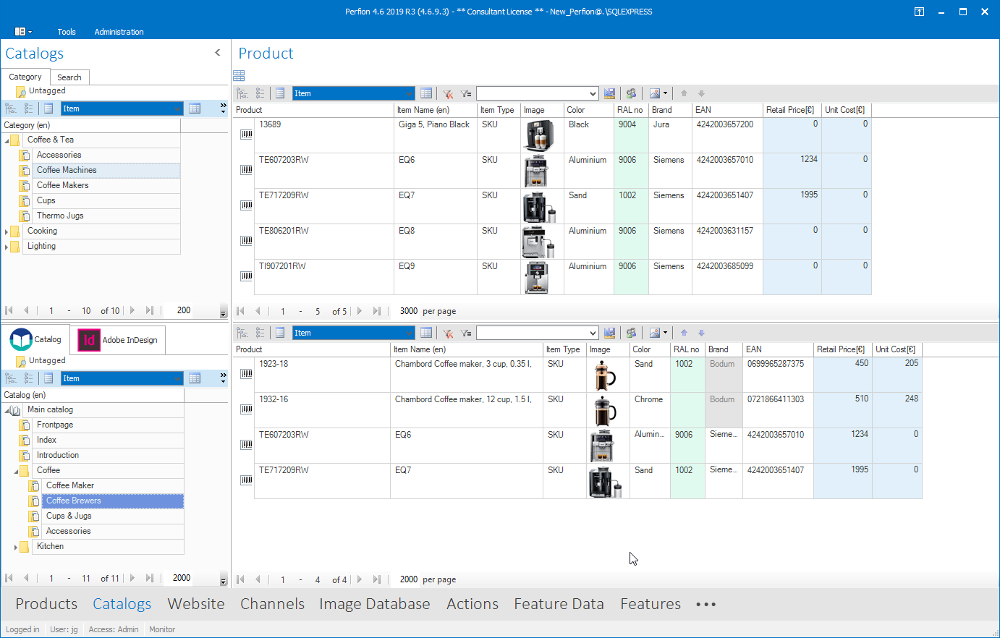 Perfion 4.6 2019 R3 (4.6.9.3) - ** Consultant License ** - New_Perfion@.\SQLEXPRESS
Tools Administration
Catalogs
Category Search
Untagged
Item
Category (en)
Coffee & Tea
Accessories
Coffee Machines
Coffee Makers
Cups
Thermo Jugs
Cooking
Lighting
1 - 10 of 10 200
Product
Item
Product Item Name (en) Item Type Image Color RAL no Brand EAN Retail Price[€] Unit Cost[€]
13689 Giga 5, Piano Black SKU Black 9004 Jura 4242003657200 0 0
TE607203RW EQ6 SKU Aluminium 9006 Siemens 4242003657010 1234 0
TE717209RW EQ7 SKU Sand 1002 Siemens 4242003651407 1995 0
TE806201RW EQ8 SKU Aluminium 9006 Siemens 4242003631157 0 0
TI907201RW EQ9 SKU Aluminium 9006 Siemens 4242003685099 0 0
1 - 5 of 5 3000 per page
Catalog Id Adobe InDesign
Untagged
Item
Catalog (en)
Main catalog
Frontpage
Index
Introduction
Coffee
Coffee Maker
Coffee Brewers
Cups & Jugs
Accessories
Kitchen
1 - 11 of 11 2000
Item
Product Item Name (en) Item Type Image Color RAL no Brand EAN Retail Price[€] Unit Cost[€]
1923-18 Chambord Coffee maker, 3 cup, 0.35 l, SKU Sand 1002 Bodum 0699965287375 450 205
1932-16 Chambord Coffee maker, 12 cup, 1.5 l, SKU Chrome Bodum 0721866411303 510 248
TE607203RW EQ6 SKU Alumin... 9006 Sieme... 4242003657010 1234 0
TE717209RW EQ7 SKU Sand 1002 Sieme... 4242003651407 1995 0
1 - 4 of 4 2000 per page
Products Catalogs Website Channels Image Database Actions Feature Data Features •••
Logged in User: jg Access: Admin Monitor